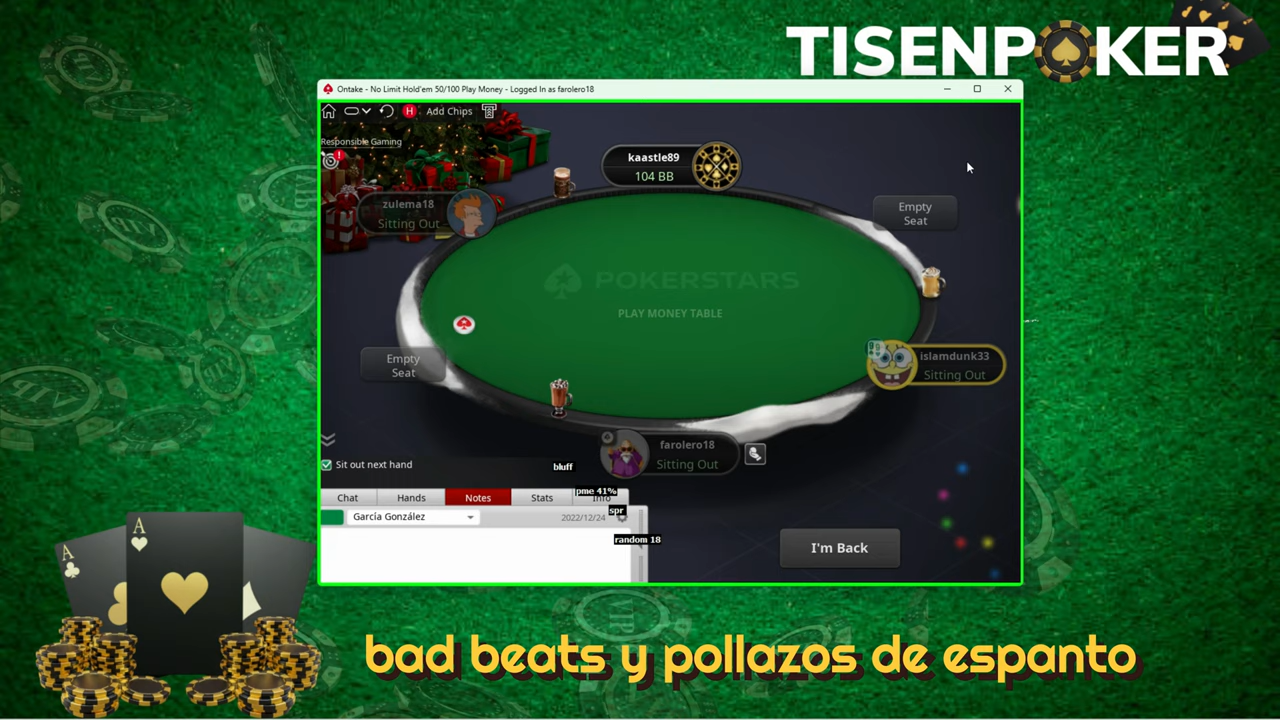 TISENPOKER
Ontake - No Limit Hold'em 50/100 Play Money - Logged In as farolero18
H
Add Chips
Responsible Gaming
kaastle89
104 BB
zulema18
Sitting Out
Empty
Seat
POKERSTARS
PLAY MONEY TABLE
Empty
Seat
islamdunk33
Sitting Out
farolero18
Sitting Out
Sit out next hand
bluff
Chat
Hands
Notes
Stats
Info
pme 41%
spr
García González
2022/12/24
random 18
I'm Back
A
A
bad beats y pollazos de espanto